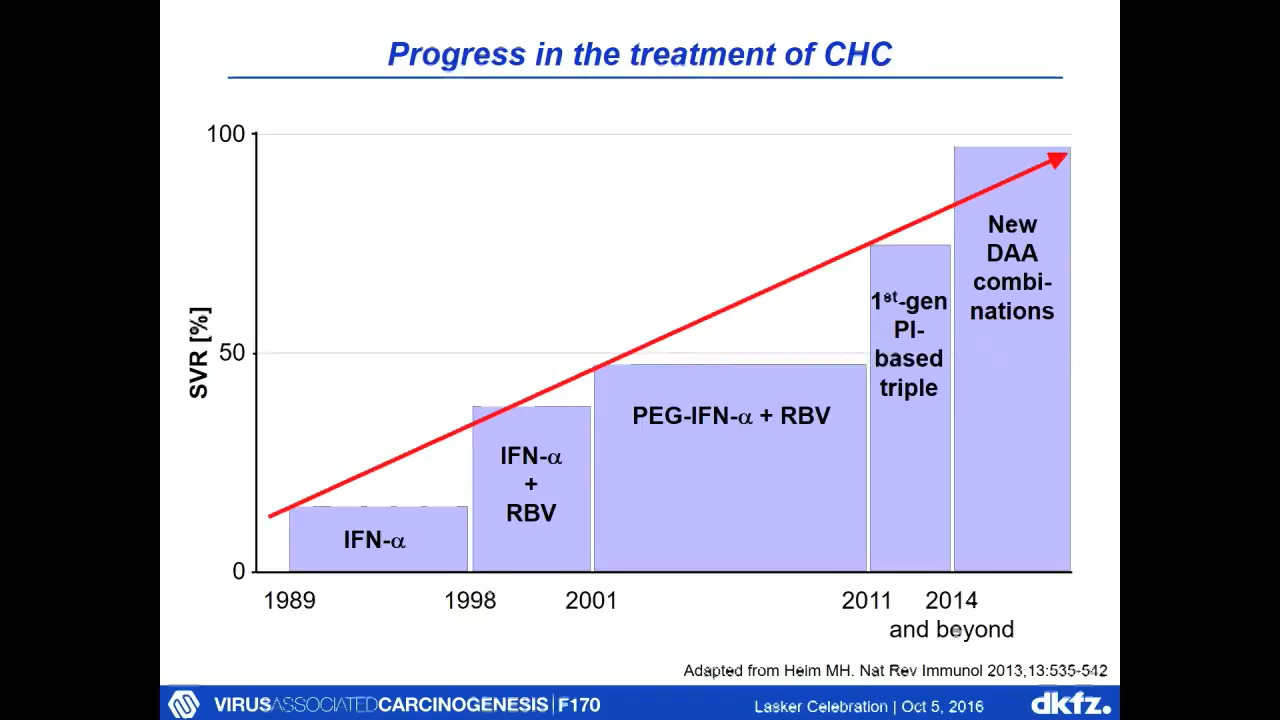 Progress in the treatment of CHC
100
50
0
SVR [%]
IFN-α
IFN-α
+
RBV
PEG-IFN-α + RBV
1st-gen
PI-
based
triple
New
DAA
combi-
nations
1989
1998
2001
2011
2014
and beyond
Adapted from Heim MH. Nat Rev Immunol 2013;13:535-542
VIRUSASSOCIATEDCARCINOGENESIS | F170
Lasker Celebration | Oct 5, 2016
dkfz.